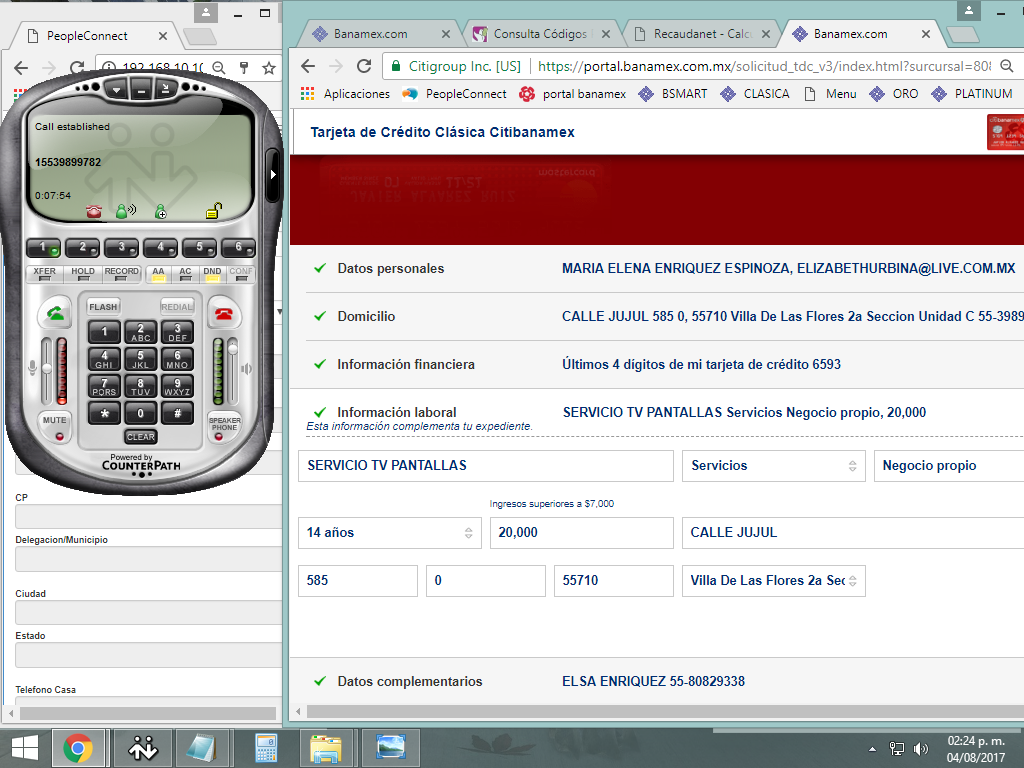 PeopleConnect
192.168.10.10
Call established
15539899782
0:07:54
1 2 3 4 5 6
XFER HOLD RECORD AA AC DND CONF
FLASH REDIAL
1 2 ABC 3 DEF
4 GHI 5 JKL 6 MNO
7 PQRS 8 TUV 9 WXYZ
* 0 #
MUTE
CLEAR
SPEAKER PHONE
Powered by
COUNTERPATH
CP
Delegacion/Municipio
Ciudad
Estado
Telefono Casa
Banamex.com
Consulta Códigos
Recaudanet - Calc
Banamex.com
Citigroup Inc. [US]
https://portal.banamex.com.mx/solicitud_tdc_v3/index.html?surcursal=808
Aplicaciones PeopleConnect portal banamex BSMART CLASICA Menu ORO PLATINUM
Tarjeta de Crédito Clásica Citibanamex
Datos personales MARIA ELENA ENRIQUEZ ESPINOZA, ELIZABETHURBINA@LIVE.COM.MX
Domicilio CALLE JUJUL 585 0, 55710 Villa De Las Flores 2a Seccion Unidad C 55-3989
Información financiera Últimos 4 dígitos de mi tarjeta de crédito 6593
Información laboral SERVICIO TV PANTALLAS Servicios Negocio propio, 20,000
Esta información complementa tu expediente.
SERVICIO TV PANTALLAS Servicios Negocio propio
Ingresos superiores a $7,000
14 años 20,000 CALLE JUJUL
585 0 55710 Villa De Las Flores 2a Sec
Datos complementarios ELSA ENRIQUEZ 55-80829338
02:24 p. m.
04/08/2017